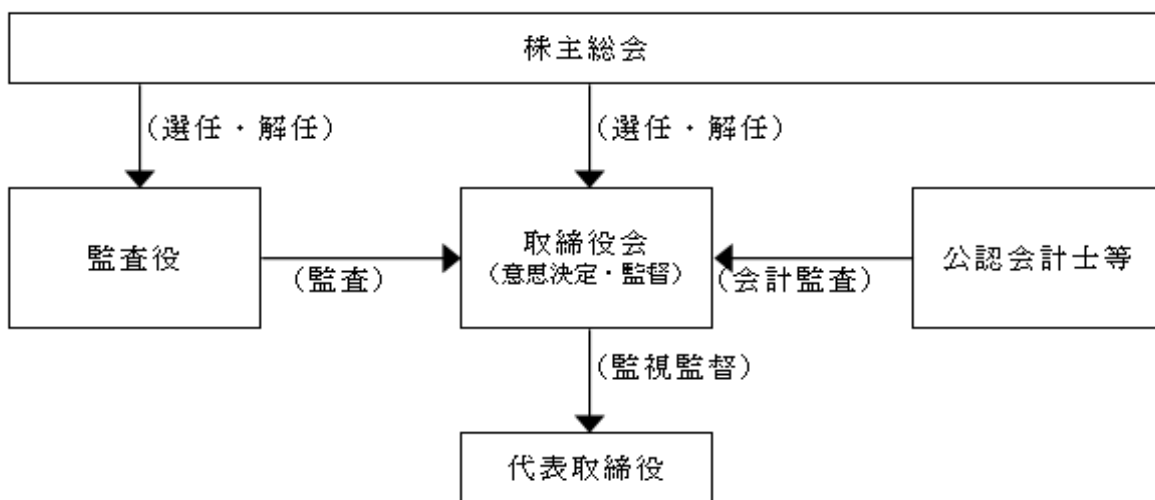 株主総会
(選任・解任)
(選任・解任)
監査役
(監査)
取締役会
(意思決定・監督)
(会計監査)
公認会計士等
(監視監督)
代表取締役